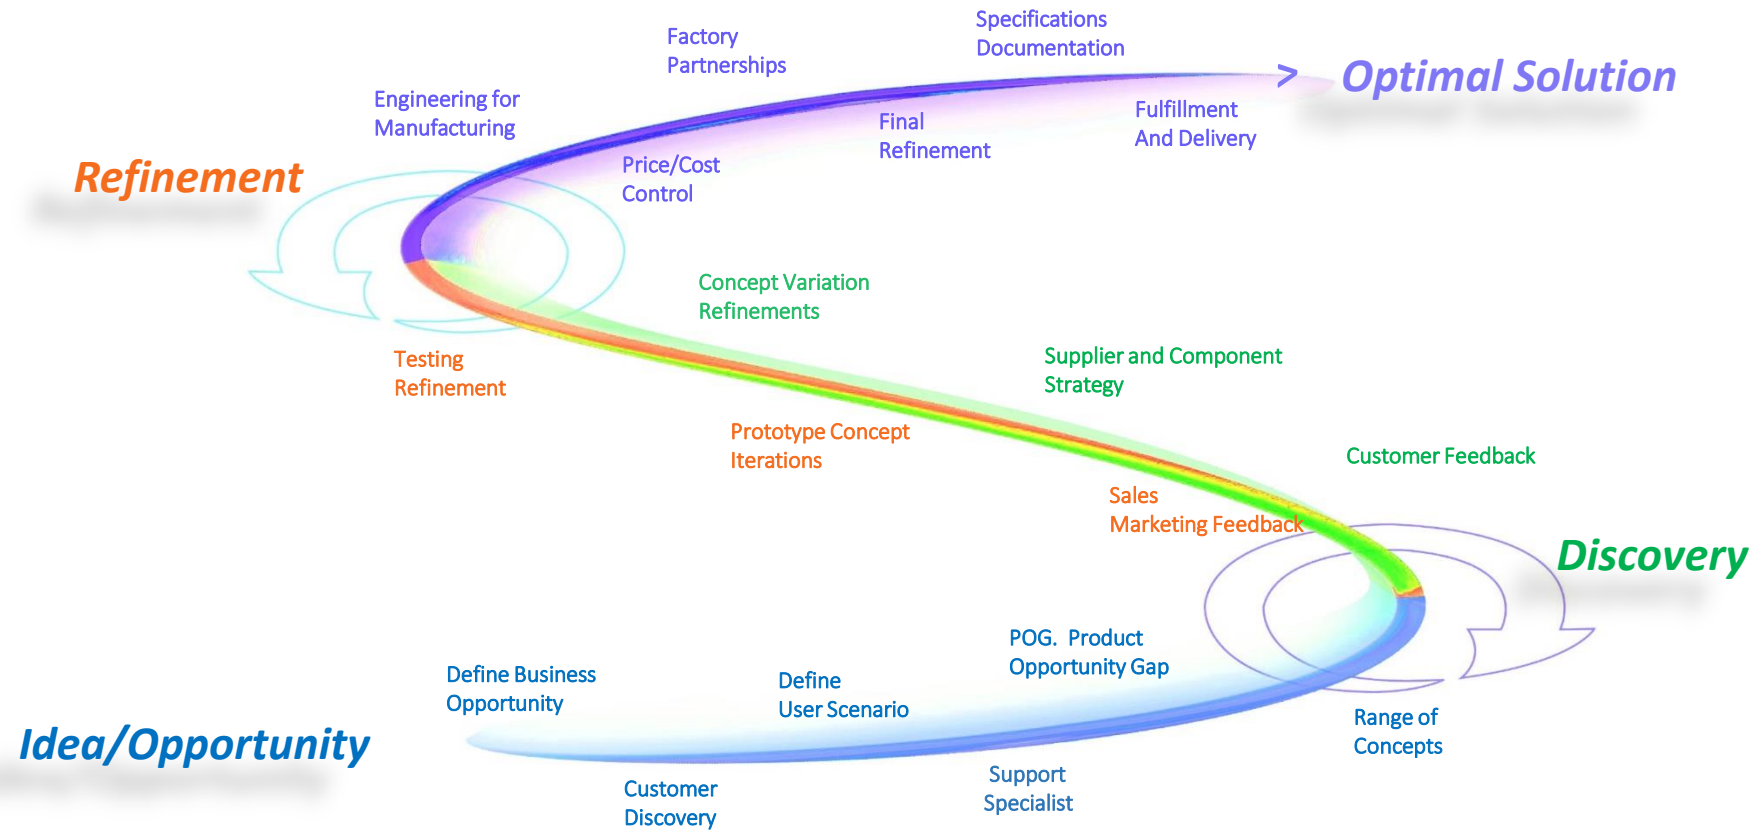 Specifications
Documentation
Factory
Partnerships
> Optimal Solution
Engineering for
Manufacturing
Final
Refinement
Fulfillment
And Delivery
Price/Cost
Control
Refinement
Concept Variation
Refinements
Testing
Refinement
Supplier and Component
Strategy
Prototype Concept
Iterations
Customer Feedback
Sales
Marketing Feedback
Discovery
POG.  Product
Opportunity Gap
Define Business
Opportunity
Define
User Scenario
Range of
Concepts
Idea/Opportunity
Customer
Discovery
Support
Specialist